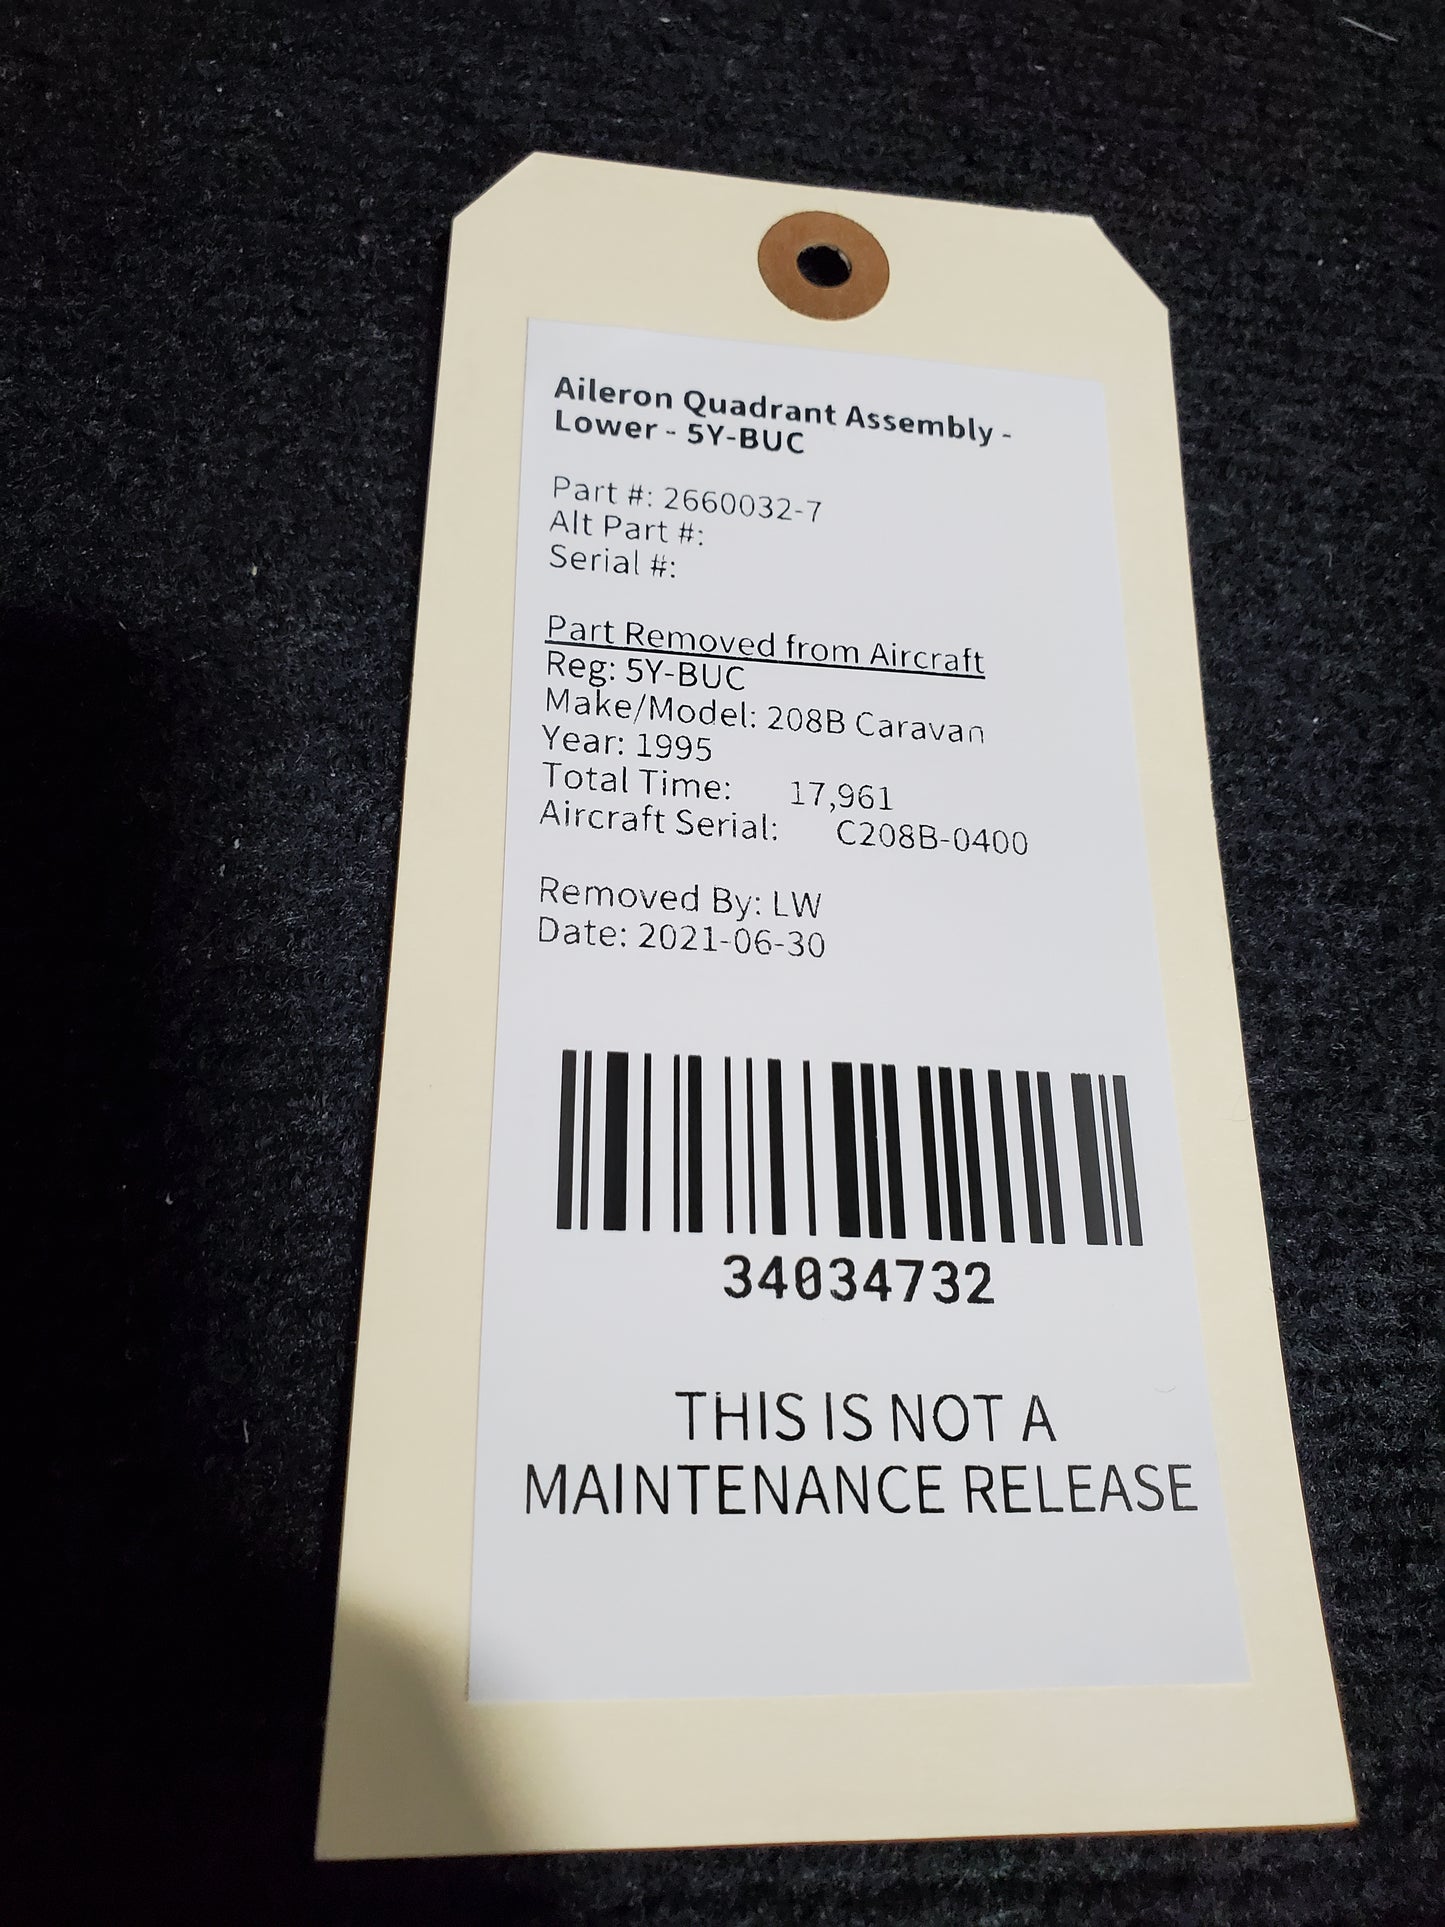 Aileron Quadrant Assembly -
Lower - 5Y-BUC
Part #: 2660032-7
Alt Part #:
Serial #:
Part Removed from Aircraft
Reg: 5Y-BUC
Make/Model: 208B Caravan
Year: 1995
Total Time: 17,961
Aircraft Serial: C208B-0400
Removed By: LW
Date: 2021-06-30
34034732
THIS IS NOT A
MAINTENANCE RELEASE